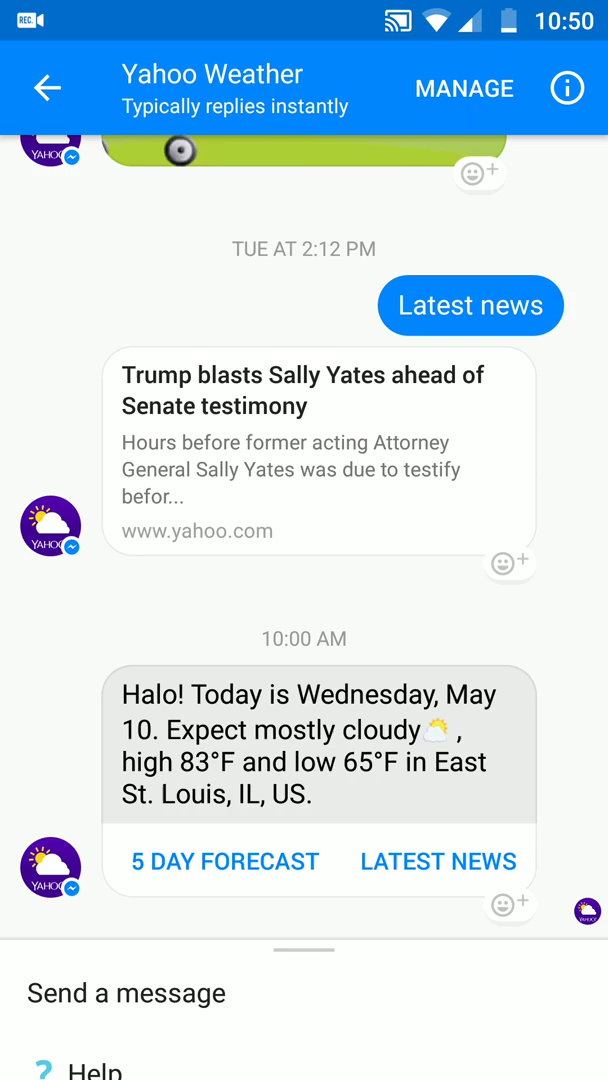 REC.
10:50
Yahoo Weather
Typically replies instantly
MANAGE
YAHOO
TUE AT 2:12 PM
Latest news
Trump blasts Sally Yates ahead of
Senate testimony
Hours before former acting Attorney
General Sally Yates was due to testify
befor...
www.yahoo.com
YAHOO
10:00 AM
Halo! Today is Wednesday, May
10. Expect mostly cloudy⛅ ,
high 83°F and low 65°F in East
St. Louis, IL, US.
5 DAY FORECAST LATEST NEWS
YAHOO
YAHOO
Send a message
? Help